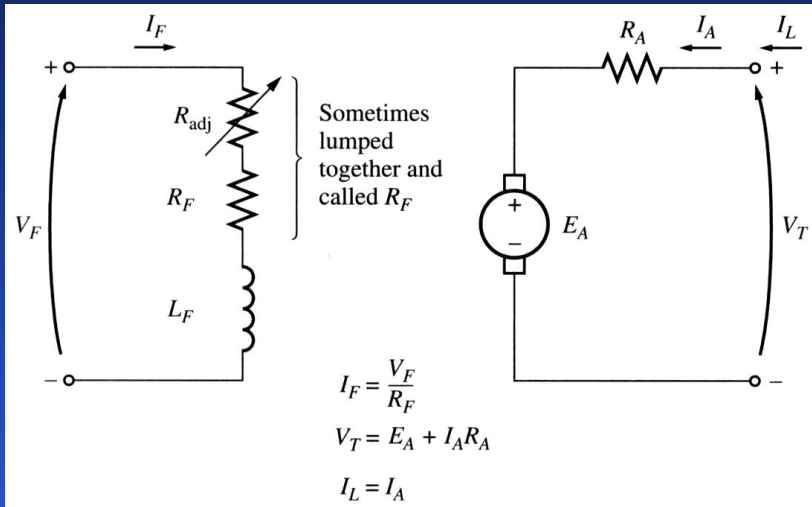 I_F
+
R_adj
R_F
V_F
L_F
−
Sometimes
lumped
together and
called R_F
R_A
I_A
I_L
+
+
−
E_A
V_T
−
I_F = V_F / R_F
V_T = E_A + I_A R_A
I_L = I_A